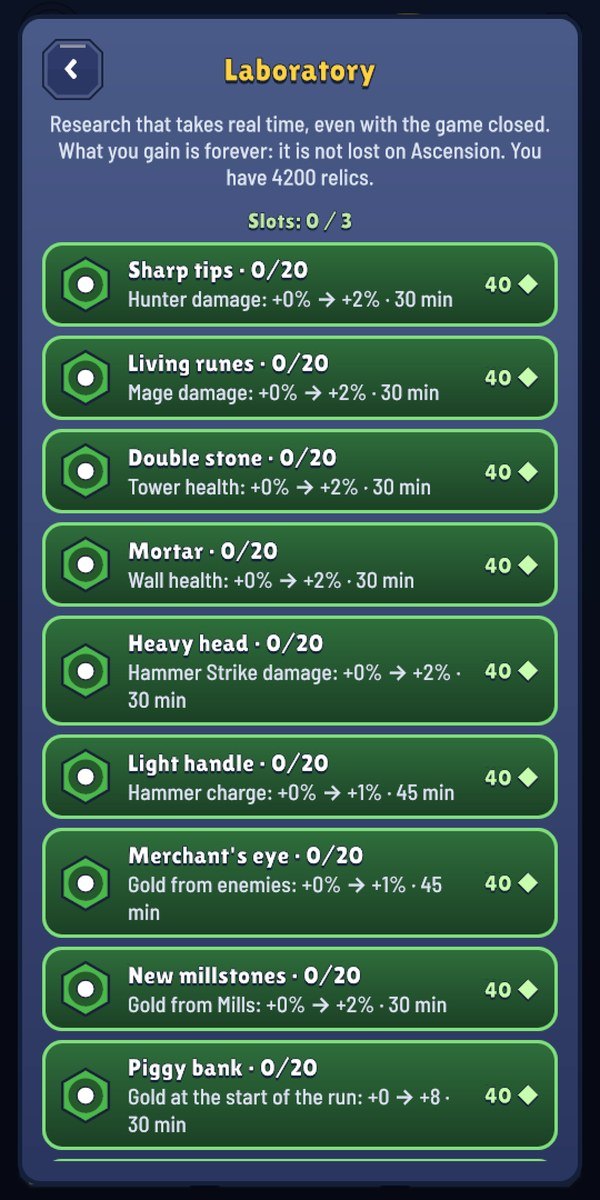 Laboratory
Research that takes real time, even with the game closed.
What you gain is forever: it is not lost on Ascension. You
have 4200 relics.
Slots: 0 / 3
Sharp tips · 0/20
Hunter damage: +0% → +2% · 30 min
40
Living runes · 0/20
Mage damage: +0% → +2% · 30 min
40
Double stone · 0/20
Tower health: +0% → +2% · 30 min
40
Mortar · 0/20
Wall health: +0% → +2% · 30 min
40
Heavy head · 0/20
Hammer Strike damage: +0% → +2% ·
30 min
40
Light handle · 0/20
Hammer charge: +0% → +1% · 45 min
40
Merchant's eye · 0/20
Gold from enemies: +0% → +1% · 45
min
40
New millstones · 0/20
Gold from Mills: +0% → +2% · 30 min
40
Piggy bank · 0/20
Gold at the start of the run: +0 → +8 ·
30 min
40